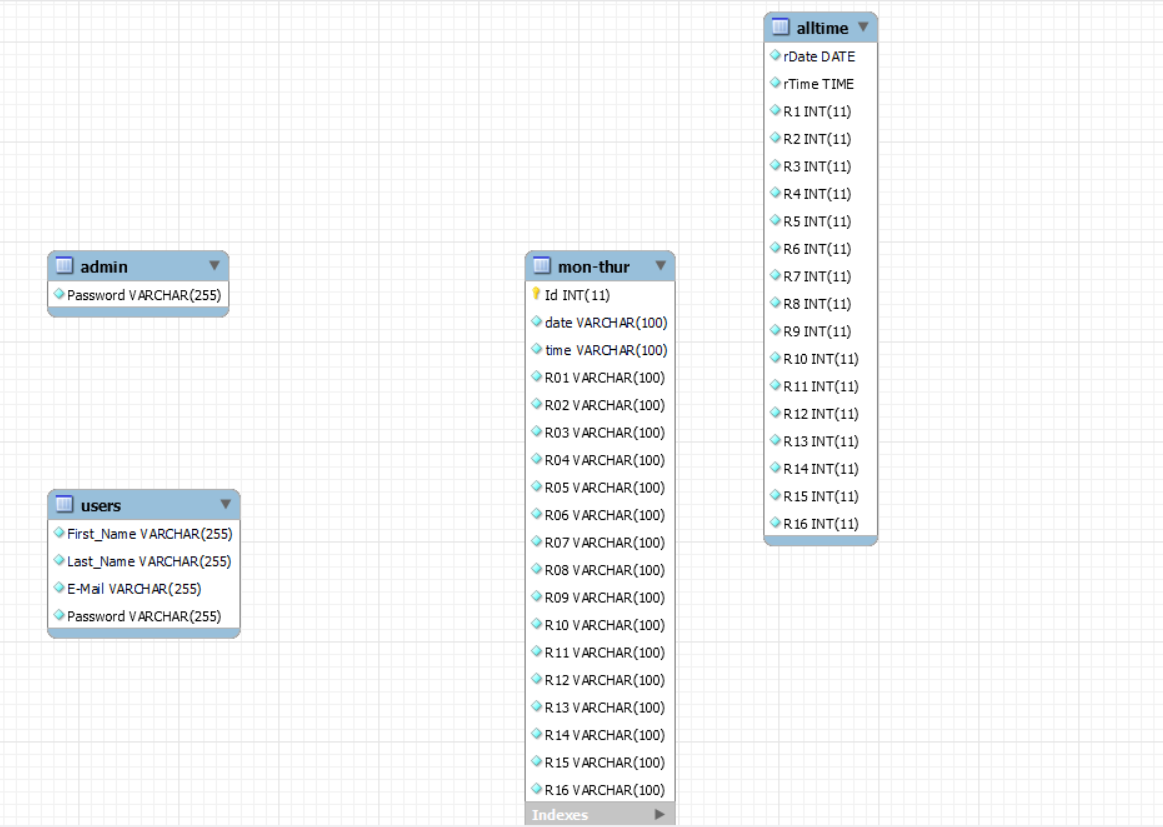 alltime
rDate DATE
rTime TIME
R1 INT(11)
R2 INT(11)
R3 INT(11)
R4 INT(11)
R5 INT(11)
R6 INT(11)
R7 INT(11)
R8 INT(11)
R9 INT(11)
R10 INT(11)
R11 INT(11)
R12 INT(11)
R13 INT(11)
R14 INT(11)
R15 INT(11)
R16 INT(11)
admin
Password VARCHAR(255)
mon-thur
Id INT(11)
date VARCHAR(100)
time VARCHAR(100)
R01 VARCHAR(100)
R02 VARCHAR(100)
R03 VARCHAR(100)
R04 VARCHAR(100)
R05 VARCHAR(100)
R06 VARCHAR(100)
R07 VARCHAR(100)
R08 VARCHAR(100)
R09 VARCHAR(100)
R10 VARCHAR(100)
R11 VARCHAR(100)
R12 VARCHAR(100)
R13 VARCHAR(100)
R14 VARCHAR(100)
R15 VARCHAR(100)
R16 VARCHAR(100)
Indexes
users
First_Name VARCHAR(255)
Last_Name VARCHAR(255)
E-Mail VARCHAR(255)
Password VARCHAR(255)